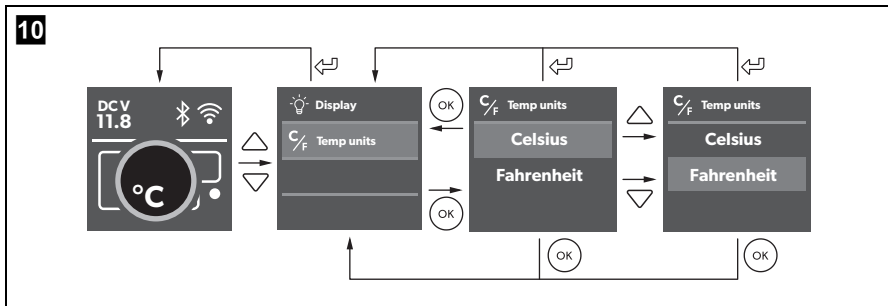 10
DC V
11.8
°C
Display
C/F Temp units
OK
OK
C/F Temp units
Celsius
Fahrenheit
OK
C/F Temp units
Celsius
Fahrenheit
OK